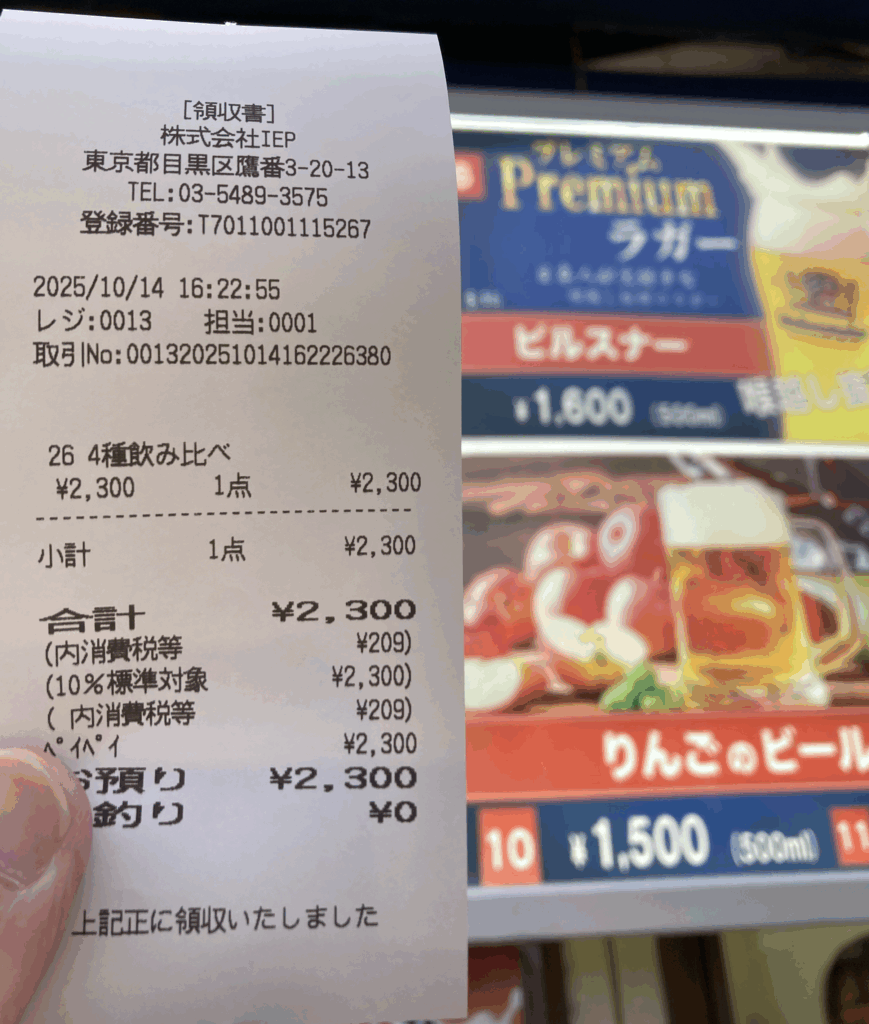 [領収書]
株式会社IEP
東京都目黒区鷹番3-20-13
TEL:03-5489-3575
登録番号:T7011001115267
2025/10/14 16:22:55
レジ:0013 担当:0001
取引No:001320251014162226380
26 4種飲み比べ
¥2,300 1点 ¥2,300
小計 1点 ¥2,300
合計 ¥2,300
(内消費税等 ¥209)
(10%標準対象 ¥2,300)
( 内消費税等 ¥209)
ペイペイ ¥2,300
お預り ¥2,300
釣り ¥0
上記正に領収いたしました
プレミアム
Premium
ラガー
ピルスナー
¥1,600 (500ml)
りんごのビール
10 ¥1,500 (500ml) 11